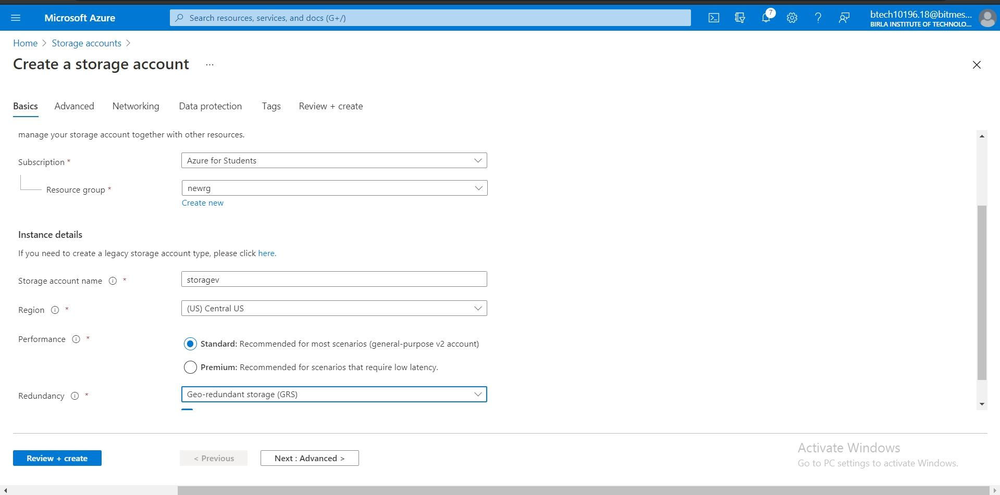 Microsoft Azure
Search resources, services, and docs (G+/)
7
btech10196.18@bitmes...
BIRLA INSTITUTE OF TECHNOLO...
Home > Storage accounts >
Create a storage account ...
Basics Advanced Networking Data protection Tags Review + create
manage your storage account together with other resources.
Subscription * Azure for Students
Resource group * newrg
Create new
Instance details
If you need to create a legacy storage account type, please click here.
Storage account name * storagev
Region * (US) Central US
Performance * Standard: Recommended for most scenarios (general-purpose v2 account)
Premium: Recommended for scenarios that require low latency.
Redundancy * Geo-redundant storage (GRS)
Review + create < Previous Next : Advanced >
Activate Windows
Go to PC settings to activate Windows.